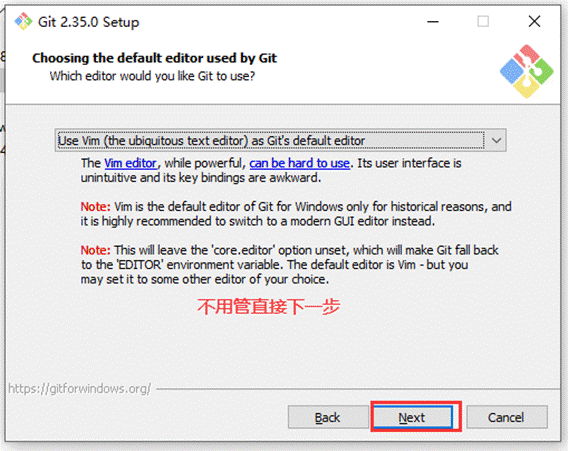 Git 2.35.0 Setup
Choosing the default editor used by Git
Which editor would you like Git to use?
Use Vim (the ubiquitous text editor) as Git's default editor
The Vim editor, while powerful, can be hard to use. Its user interface is
unintuitive and its key bindings are awkward.
Note: Vim is the default editor of Git for Windows only for historical reasons, and
it is highly recommended to switch to a modern GUI editor instead.
Note: This will leave the 'core.editor' option unset, which will make Git fall back
to the 'EDITOR' environment variable. The default editor is Vim - but you
may set it to some other editor of your choice.
不用管直接下一步
https://gitforwindows.org/
Back Next Cancel